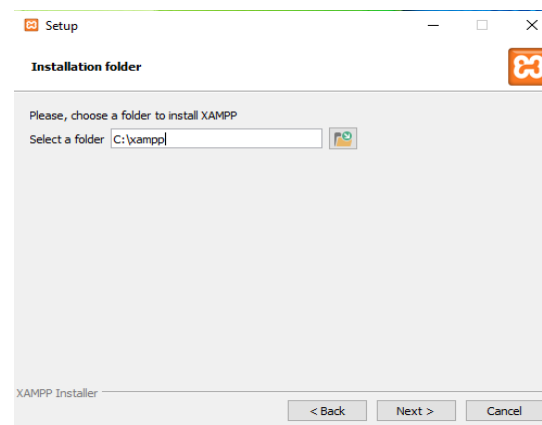 Setup
Installation folder
Please, choose a folder to install XAMPP
Select a folder C:\xampp
XAMPP Installer
< Back Next > Cancel